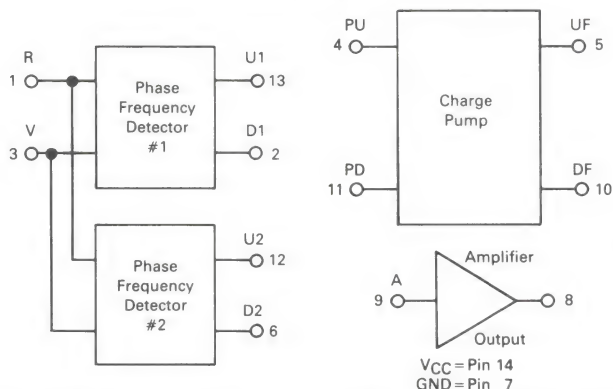 R
1
U1
13
Phase
Frequency
Detector
#1
V
3
D1
2
U2
12
Phase
Frequency
Detector
#2
D2
6
PU
4
UF
5
Charge
Pump
PD
11
DF
10
Amplifier
A
9
8
Output
VCC = Pin 14
GND = Pin 7